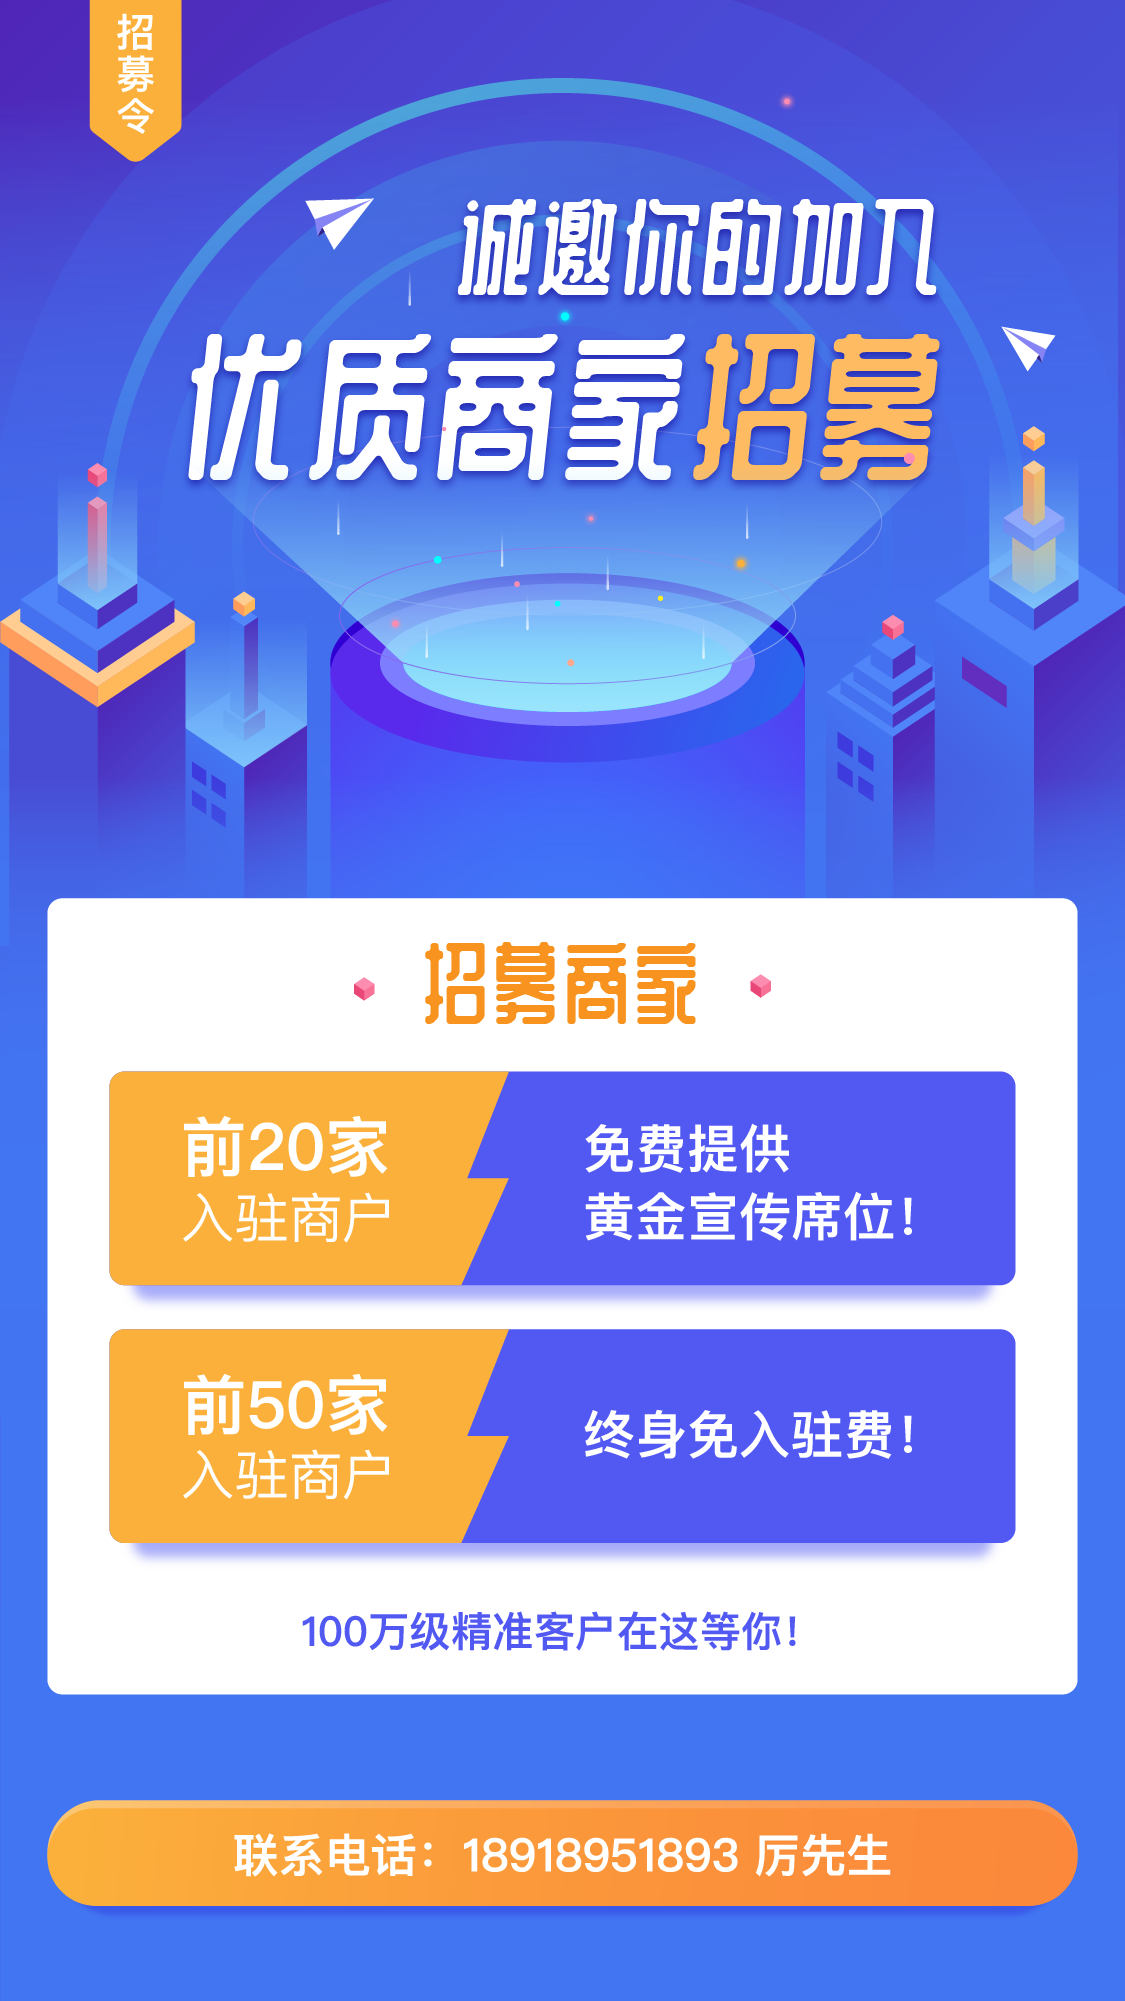 招募令
诚邀你的加入
优质商家招募
招募商家
前20家
入驻商户
免费提供
黄金宣传席位！
前50家
入驻商户
终身免入驻费！
100万级精准客户在这等你！
联系电话：18918951893 厉先生